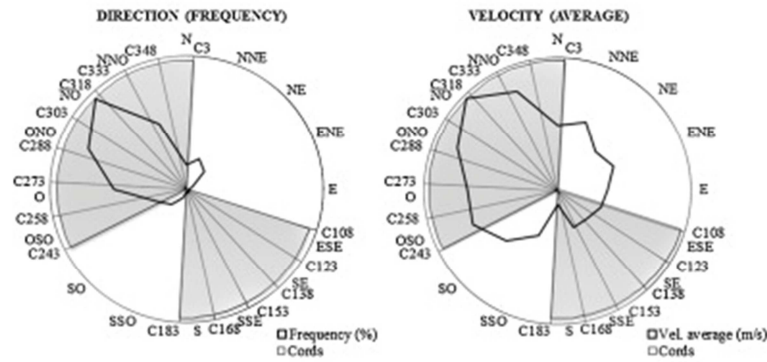 DIRECTION (FREQUENCY)
N
C3
NNE
NE
ENE
E
C108
ESE
C123
SE
C138
C153
SSE
C168
S
C183
SSO
SO
C243
OSO
C258
O
C273
C288
ONO
C303
NO
C318
C333
NNO
C348
Frequency (%)
Cords
VELOCITY (AVERAGE)
N
C3
NNE
NE
ENE
E
C108
ESE
C123
SE
C138
C153
SSE
C168
S
C183
SSO
SO
C243
OSO
C258
O
C273
C288
ONO
C303
NO
C318
C333
NNO
C348
Vel. average (m/s)
Cords